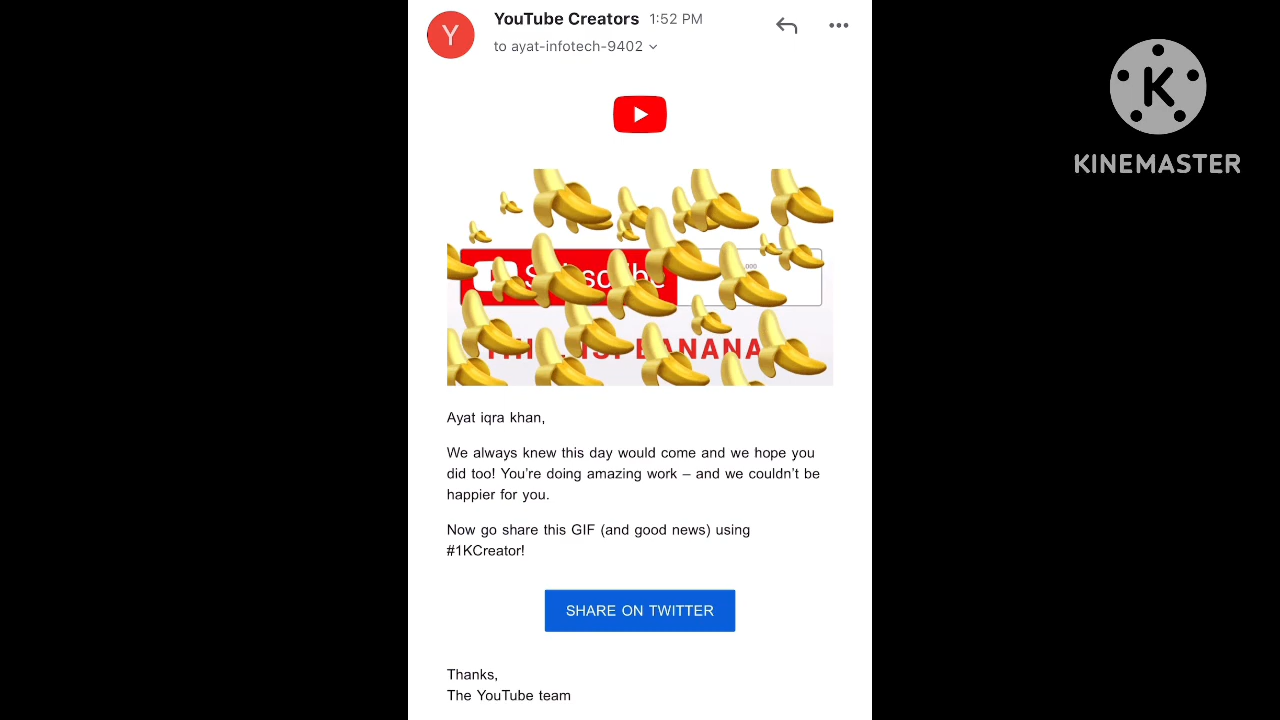 YouTube Creators 1:52 PM
to ayat-infotech-9402
Y
K
KINEMASTER
Ayat iqra khan,
We always knew this day would come and we hope you
did too! You're doing amazing work – and we couldn't be
happier for you.
Now go share this GIF (and good news) using
#1KCreator!
SHARE ON TWITTER
Thanks,
The YouTube team